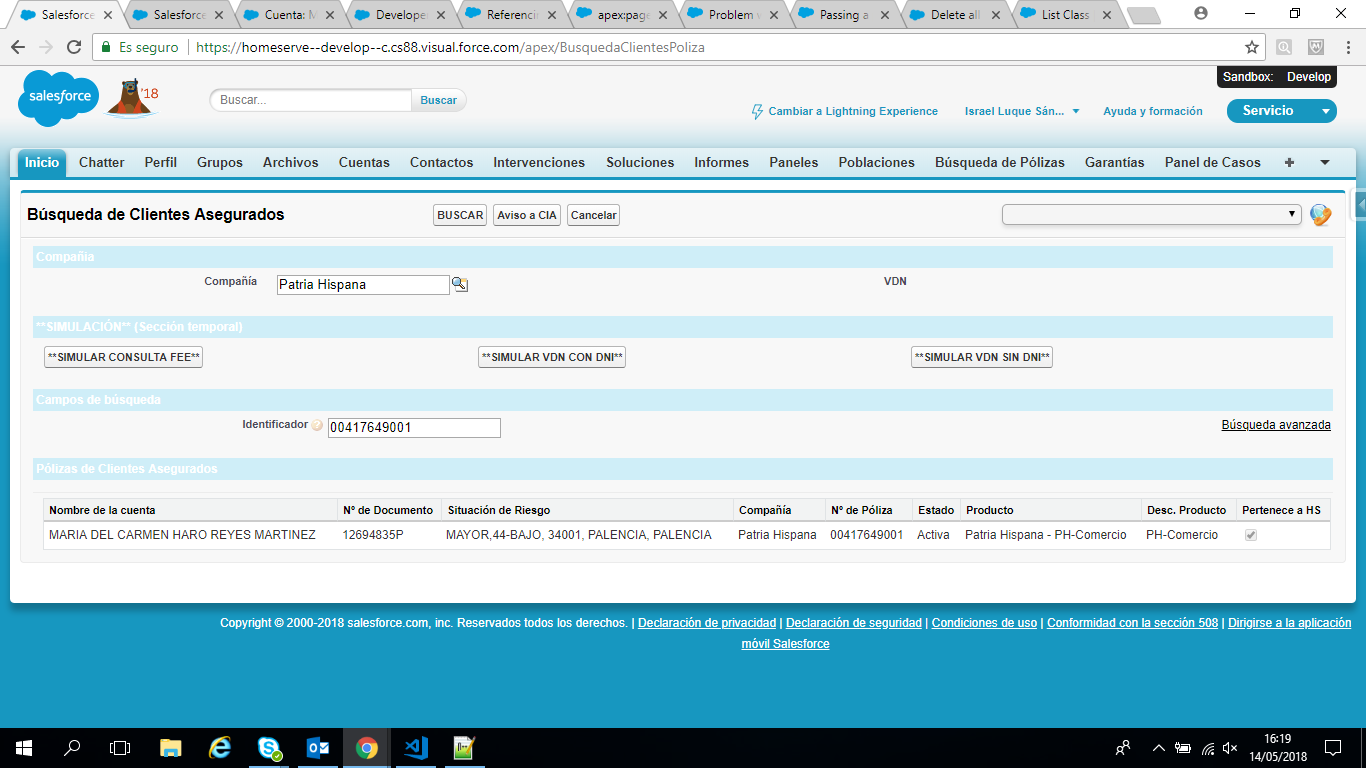 Salesforce
Salesforce
Cuenta: M
Develope
Referenci
apex:page
Problem
Passing a
Delete all
List Class
Es seguro | https://homeserve--develop--c.cs88.visual.force.com/apex/BusquedaClientesPoliza
Sandbox: Develop
salesforce
'18
Buscar...
Buscar
Cambiar a Lightning Experience
Israel Luque Sán...
Ayuda y formación
Servicio
Inicio Chatter Perfil Grupos Archivos Cuentas Contactos Intervenciones Soluciones Informes Paneles Poblaciones Búsqueda de Pólizas Garantías Panel de Casos +
Búsqueda de Clientes Asegurados
BUSCAR
Aviso a CIA
Cancelar
Compañia
Compañía
Patria Hispana
VDN
**SIMULACIÓN** (Sección temporal)
**SIMULAR CONSULTA FEE**
**SIMULAR VDN CON DNI**
**SIMULAR VDN SIN DNI**
Campos de búsqueda
Identificador ? 00417649001
Búsqueda avanzada
Pólizas de Clientes Asegurados
Nombre de la cuenta Nº de Documento Situación de Riesgo Compañía Nº de Póliza Estado Producto Desc. Producto Pertenece a HS
MARIA DEL CARMEN HARO REYES MARTINEZ 12694835P MAYOR,44-BAJO, 34001, PALENCIA, PALENCIA Patria Hispana 00417649001 Activa Patria Hispana - PH-Comercio PH-Comercio
Copyright © 2000-2018 salesforce.com, inc. Reservados todos los derechos. | Declaración de privacidad | Declaración de seguridad | Condiciones de uso | Conformidad con la sección 508 | Dirigirse a la aplicación
móvil Salesforce
16:19
14/05/2018